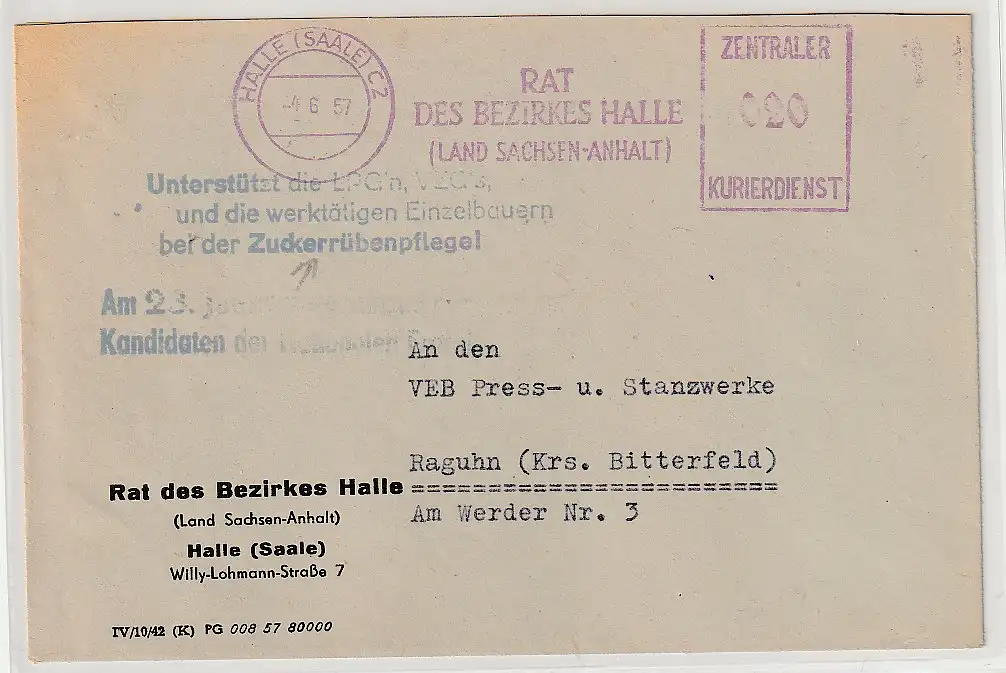 HALLE (SAALE) C2
-4 6 57
RAT
DES BEZIRKES HALLE
(LAND SACHSEN-ANHALT)
ZENTRALER
020
KURIERDIENST
Unterstützt die LPG'n, VEG's,
und die werktätigen Einzelbauern
bei der Zuckerrübenpflege!
Am 23.
Kandidaten der Nationalen
An den
VEB Press- u. Stanzwerke
Raguhn (Krs. Bitterfeld)
=========================
Am Werder Nr. 3
Rat des Bezirkes Halle
(Land Sachsen-Anhalt)
Halle (Saale)
Willy-Lohmann-Straße 7
IV/10/42 (K) PG 008 57 80000